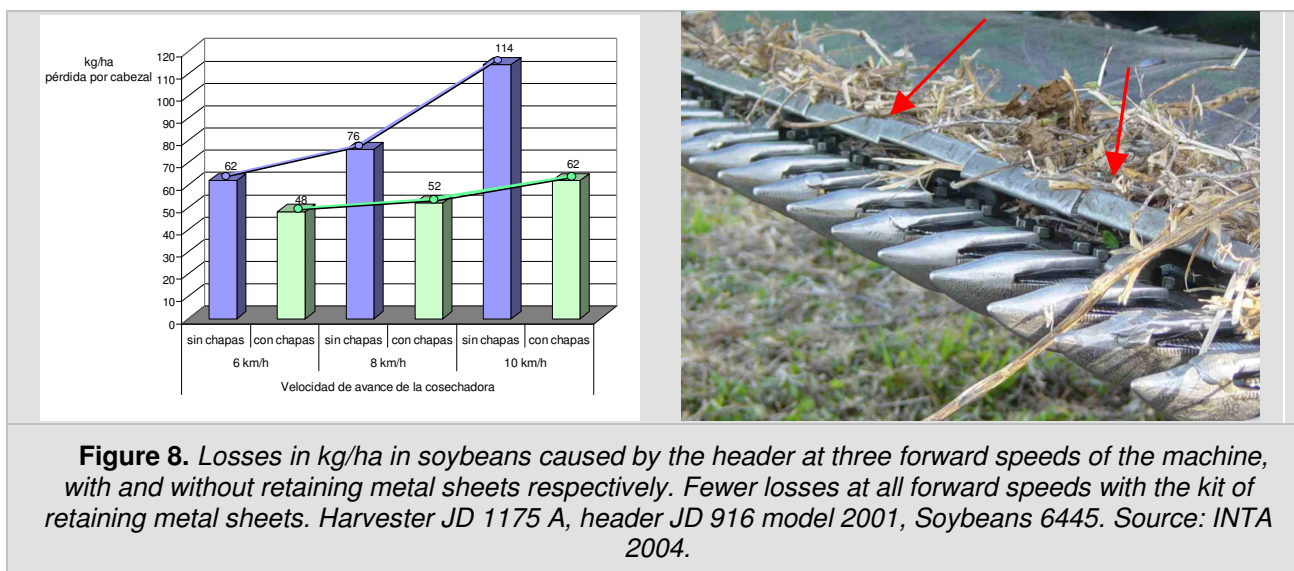 kg/ha
pérdida por cabezal
120
110
100
90
80
70
60
50
40
30
20
10
0
62
48
76
52
114
62
sin chapas con chapas sin chapas con chapas sin chapas con chapas
6 km/h 8 km/h 10 km/h
Velocidad de avance de la cosechadora
Figure 8. Losses in kg/ha in soybeans caused by the header at three forward speeds of the machine,
with and without retaining metal sheets respectively. Fewer losses at all forward speeds with the kit of
retaining metal sheets. Harvester JD 1175 A, header JD 916 model 2001, Soybeans 6445. Source: INTA
2004.